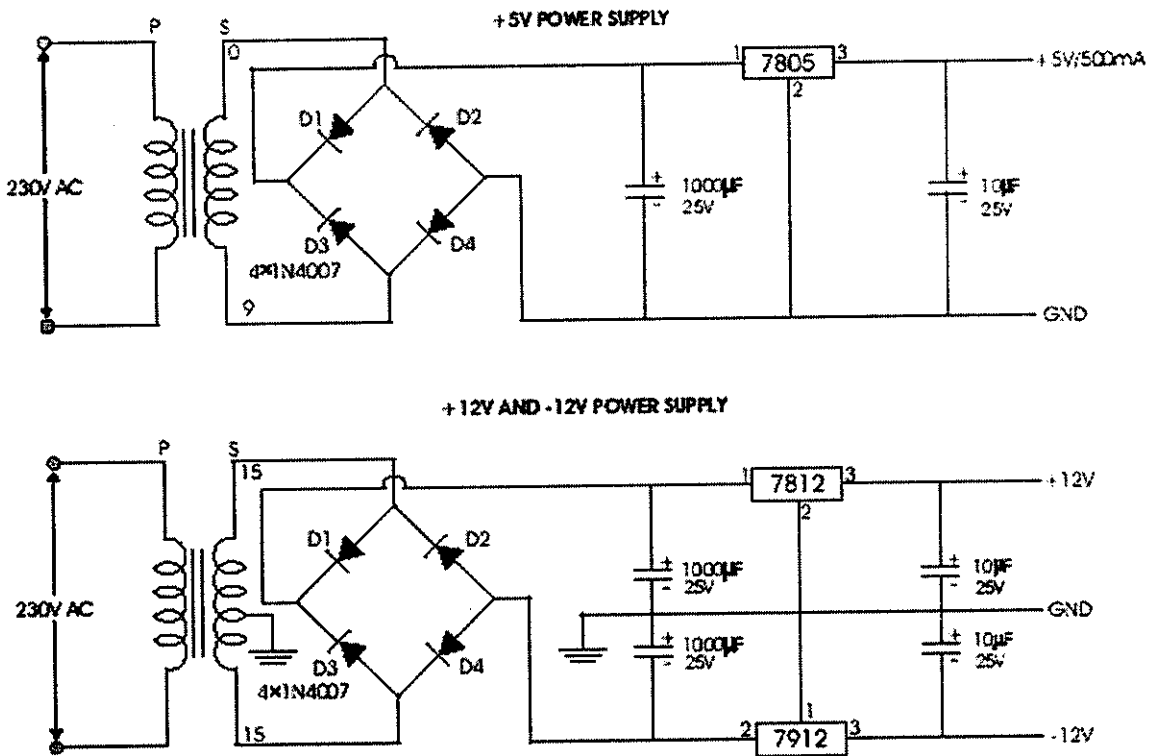 +5V POWER SUPPLY
P S
0
1 7805 3
2
+5V/500mA
D1 D2
230V AC
1000µF
25V
+
-
10µF
25V
+
-
D3 D4
4×1N4007
9
GND
+12V AND -12V POWER SUPPLY
P S
15
1 7812 3
2
+12V
D1 D2
1000µF
25V
+
-
10µF
25V
+
-
230V AC
GND
1000µF
25V
+
-
10µF
25V
+
-
D3 D4
4×1N4007
15
1
2 7912 3
-12V